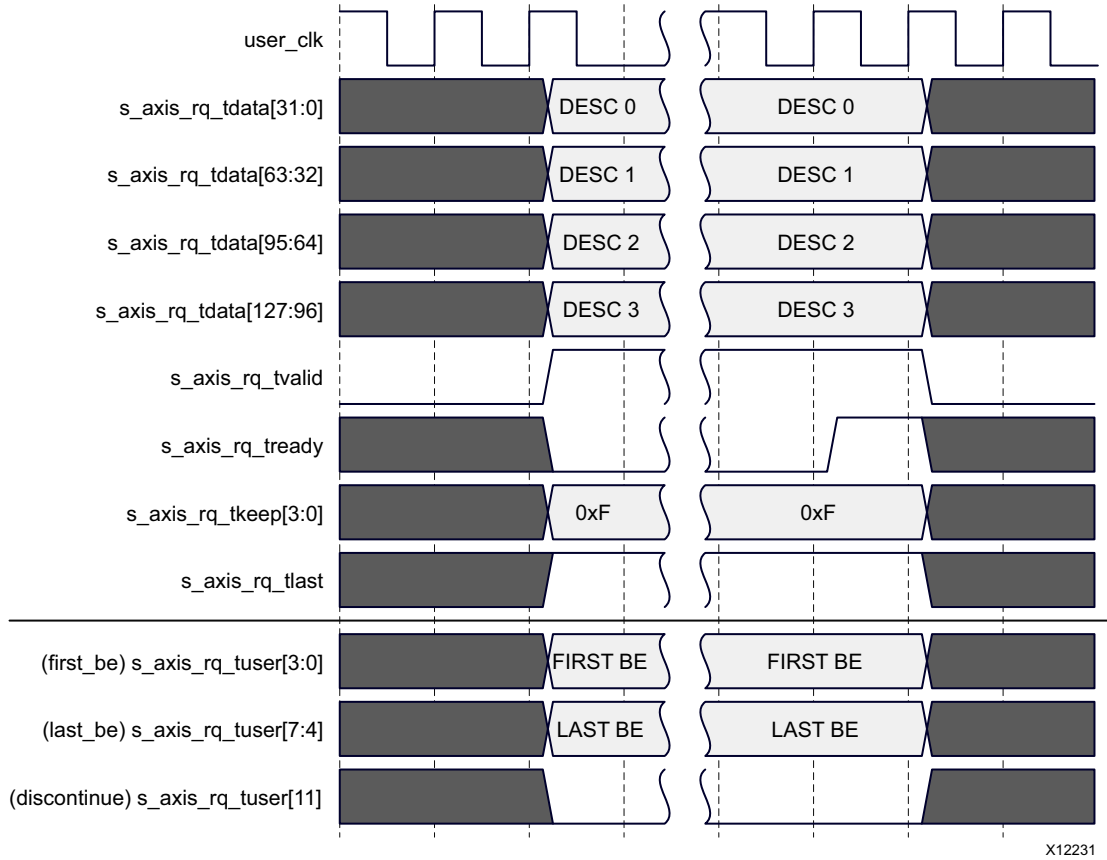 user_clk
s_axis_rq_tdata[31:0] DESC 0 DESC 0
s_axis_rq_tdata[63:32] DESC 1 DESC 1
s_axis_rq_tdata[95:64] DESC 2 DESC 2
s_axis_rq_tdata[127:96] DESC 3 DESC 3
s_axis_rq_tvalid
s_axis_rq_tready
s_axis_rq_tkeep[3:0] 0xF 0xF
s_axis_rq_tlast
(first_be) s_axis_rq_tuser[3:0] FIRST BE FIRST BE
(last_be) s_axis_rq_tuser[7:4] LAST BE LAST BE
(discontinue) s_axis_rq_tuser[11]
X12231